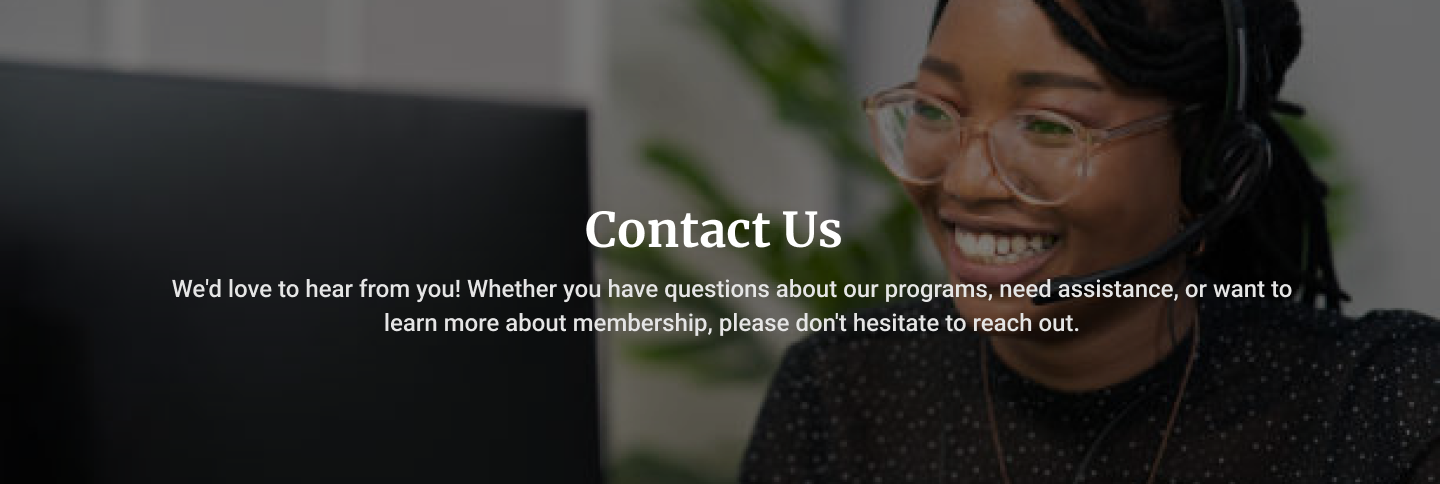 Contact Us
We'd love to hear from you! Whether you have questions about our programs, need assistance, or want to
learn more about membership, please don't hesitate to reach out.